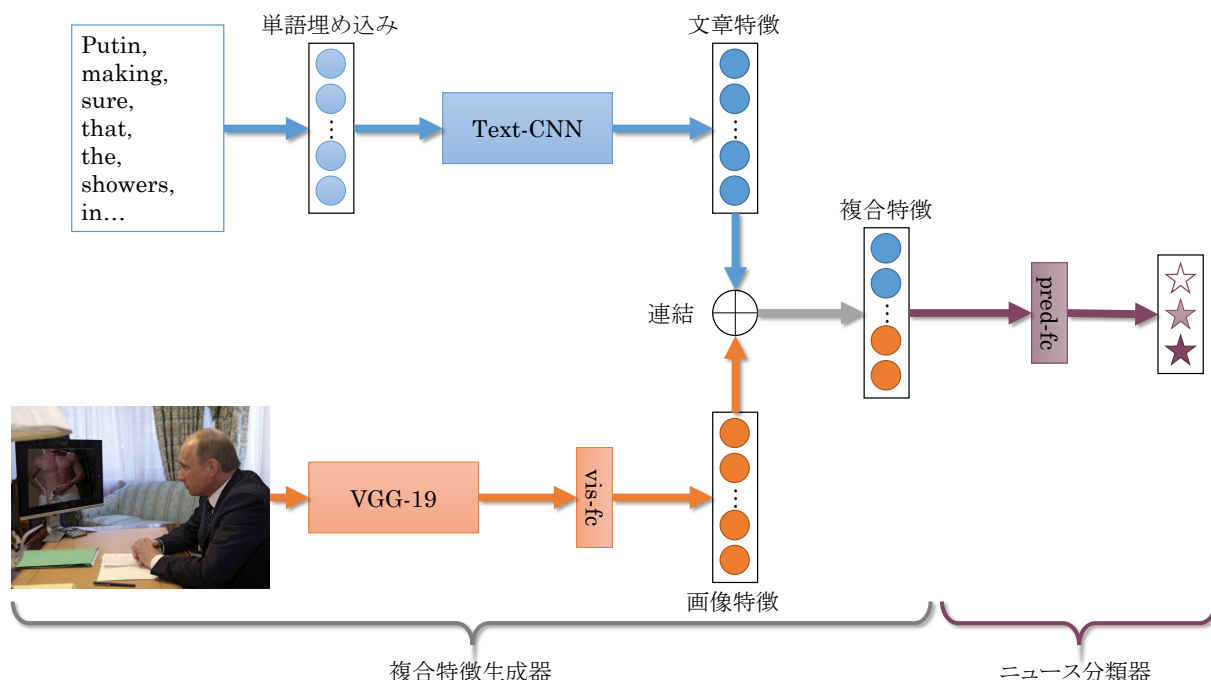 単語埋め込み
文章特徴
Putin,
making,
sure,
that,
the,
showers,
in...
Text-CNN
複合特徴
連結
pred-fc
VGG-19
vis-fc
画像特徴
複合特徴生成器
ニュース分類器